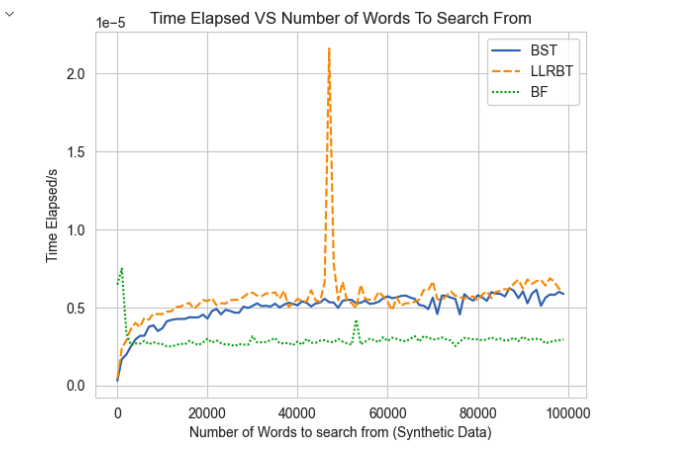 Time Elapsed VS Number of Words To Search From
1e−5
BST
LLRBT
BF
2.0
1.5
1.0
0.5
0.0
Time Elapsed/s
0 20000 40000 60000 80000 100000
Number of Words to search from (Synthetic Data)